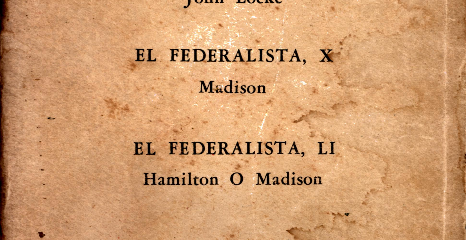 John Locke
EL FEDERALISTA, X
Madison
EL FEDERALISTA, LI
Hamilton O Madison